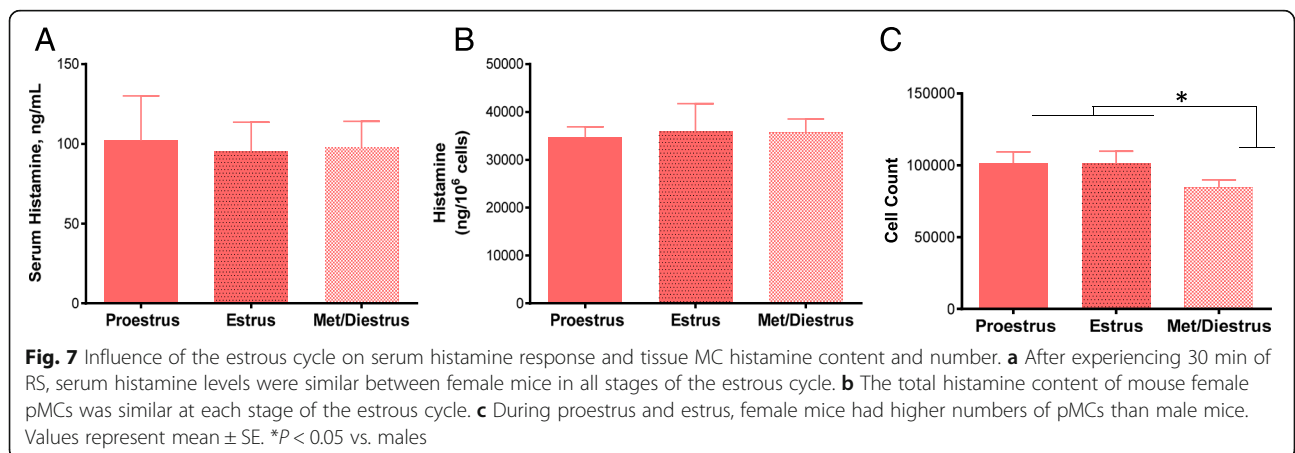 A
B
C
150
100
50
0
Serum Histamine, ng/mL
Proestrus Estrus Met/Diestrus
50000
40000
30000
20000
10000
0
Histamine
(ng/10⁶ cells)
Proestrus Estrus Met/Diestrus
150000
100000
50000
0
Cell Count
*
Proestrus Estrus Met/Diestrus
Fig. 7 Influence of the estrous cycle on serum histamine response and tissue MC histamine content and number. a After experiencing 30 min of
RS, serum histamine levels were similar between female mice in all stages of the estrous cycle. b The total histamine content of mouse female
pMCs was similar at each stage of the estrous cycle. c During proestrus and estrus, female mice had higher numbers of pMCs than male mice.
Values represent mean ± SE. *P < 0.05 vs. males